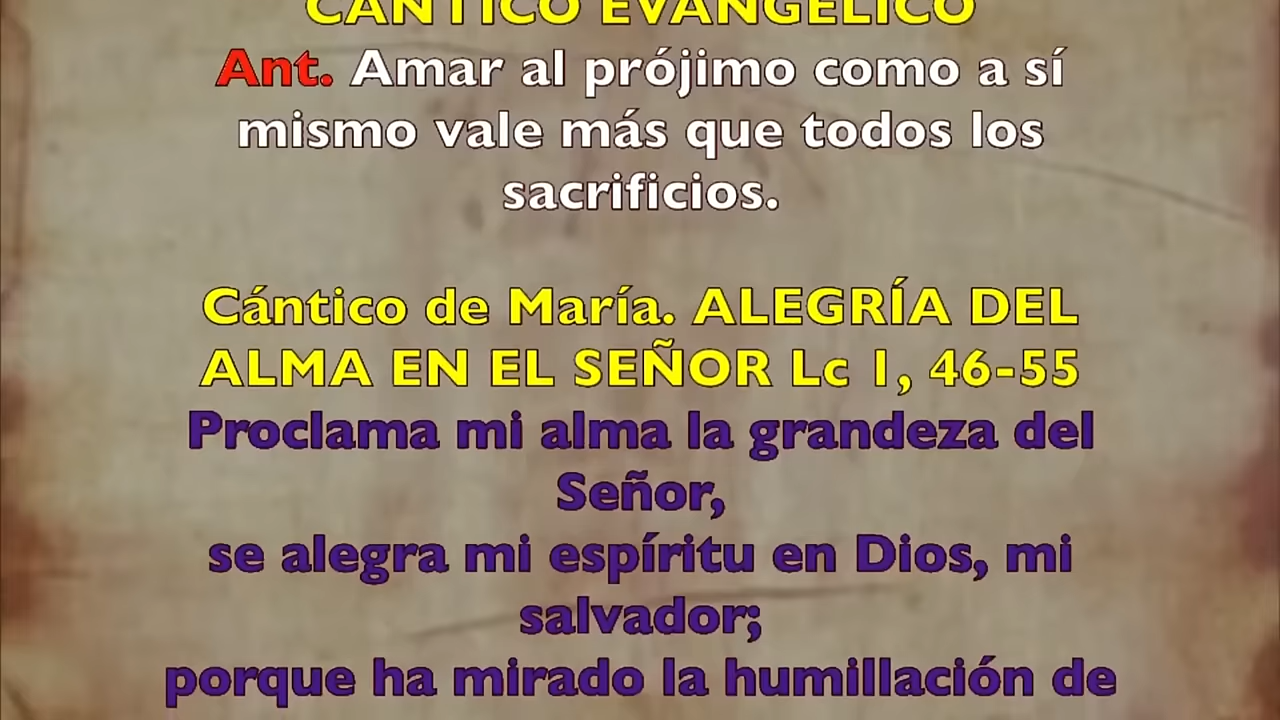 CÁNTICO EVANGÉLICO
Ant. Amar al prójimo como a sí
mismo vale más que todos los
sacrificios.
Cántico de María. ALEGRÍA DEL
ALMA EN EL SEÑOR Lc 1, 46-55
Proclama mi alma la grandeza del
Señor,
se alegra mi espíritu en Dios, mi
salvador;
porque ha mirado la humillación de